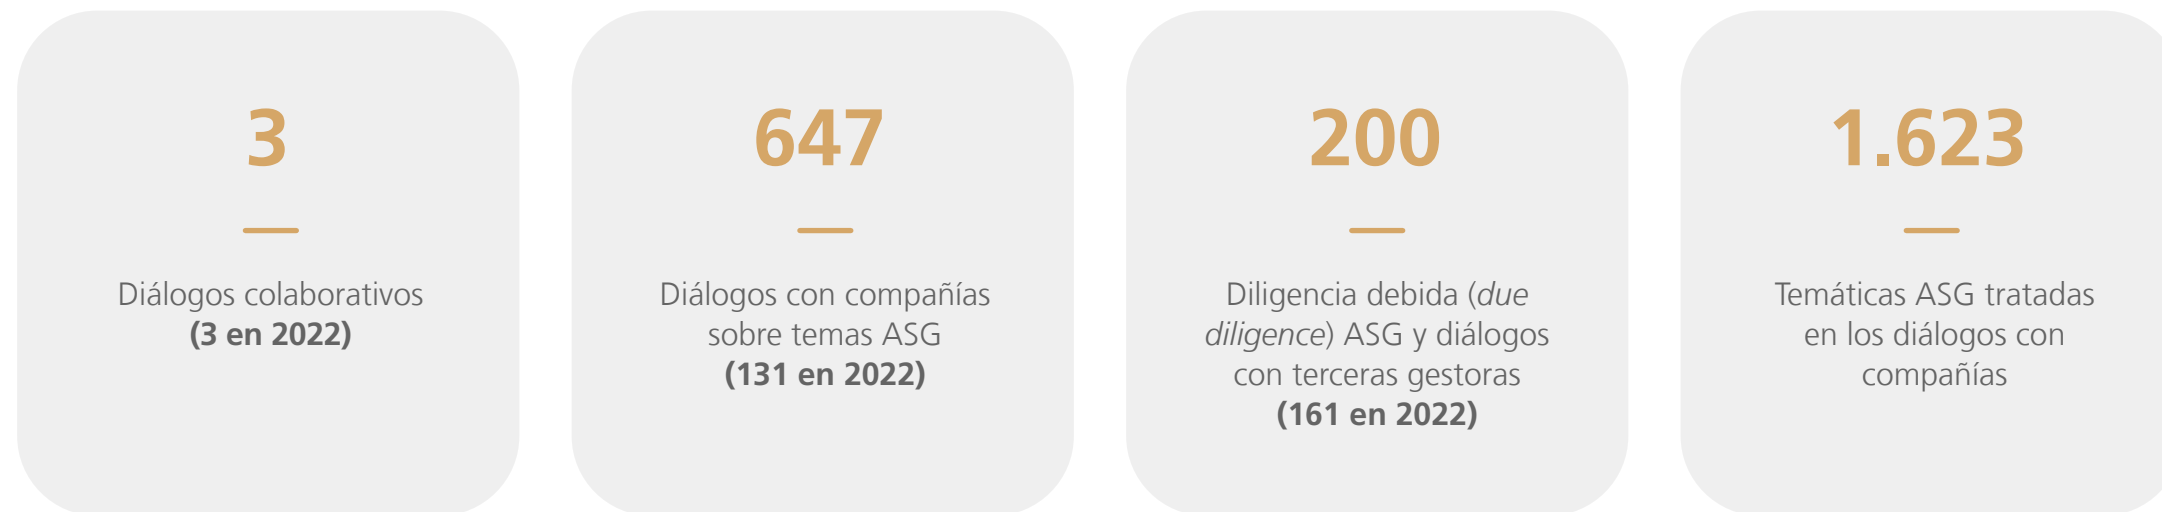 3
Diálogos colaborativos
(3 en 2022)
647
Diálogos con compañías
sobre temas ASG
(131 en 2022)
200
Diligencia debida (due
diligence) ASG y diálogos
con terceras gestoras
(161 en 2022)
1.623
Temáticas ASG tratadas
en los diálogos con
compañías